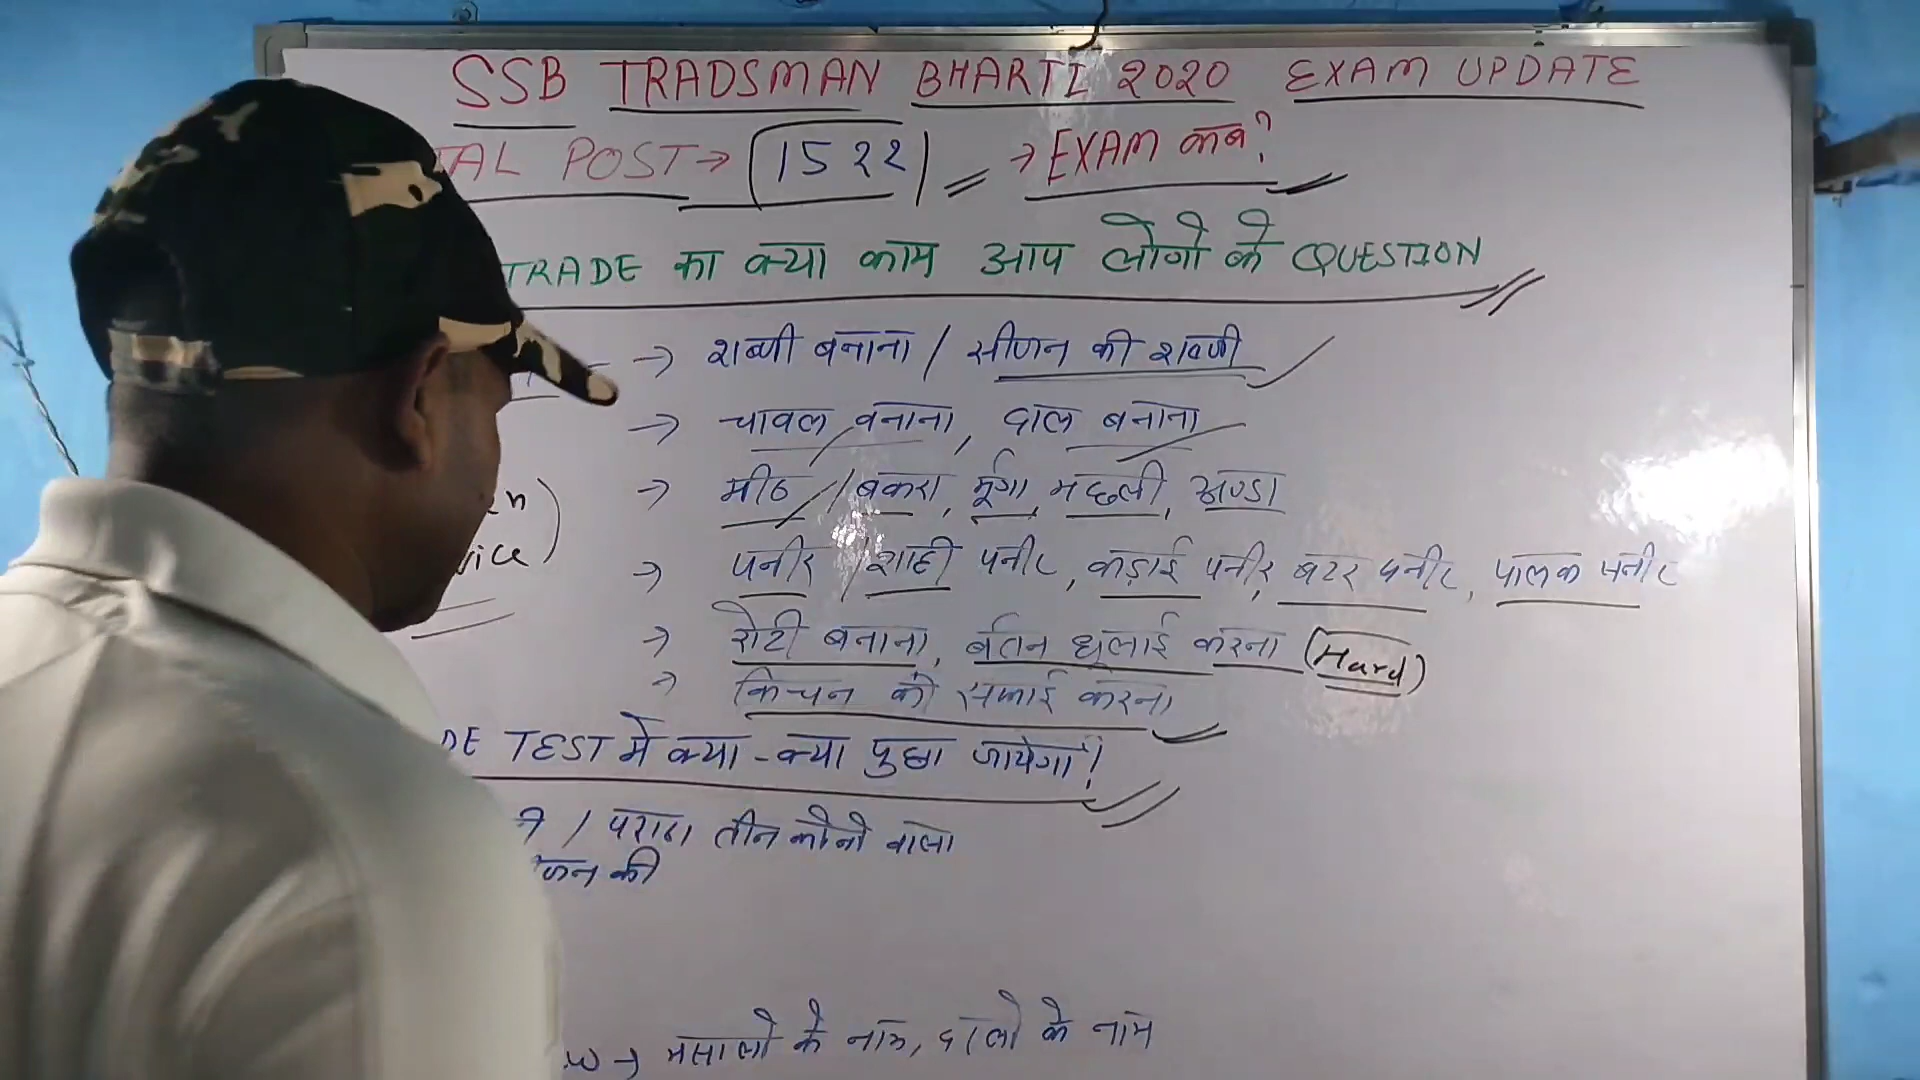 SSB TRADSMAN BHARTI 2020 EXAM UPDATE
TAL POST → 1522 → EXAM कब?
TRADE का क्या काम आप लोगो के QUESTION
→ शब्जी बनाना / सीजन की शब्जी
→ चावल बनाना, दाल बनाना
→ मीठ / बकरा, मूर्गा, मछली, अण्डा
→ पनीर / शाही पनीर, कड़ाई पनीर, बटर पनीर, पालक पनीर
→ रोटी बनाना, बर्तन धूलाई करना (Hard)
→ किचन की सफाई करना
DE TEST में क्या-क्या पुछा जायेगा!
/ पराठा तीन कोनो वाला
जन की
→ मसालो के नाम, दालो के नाम